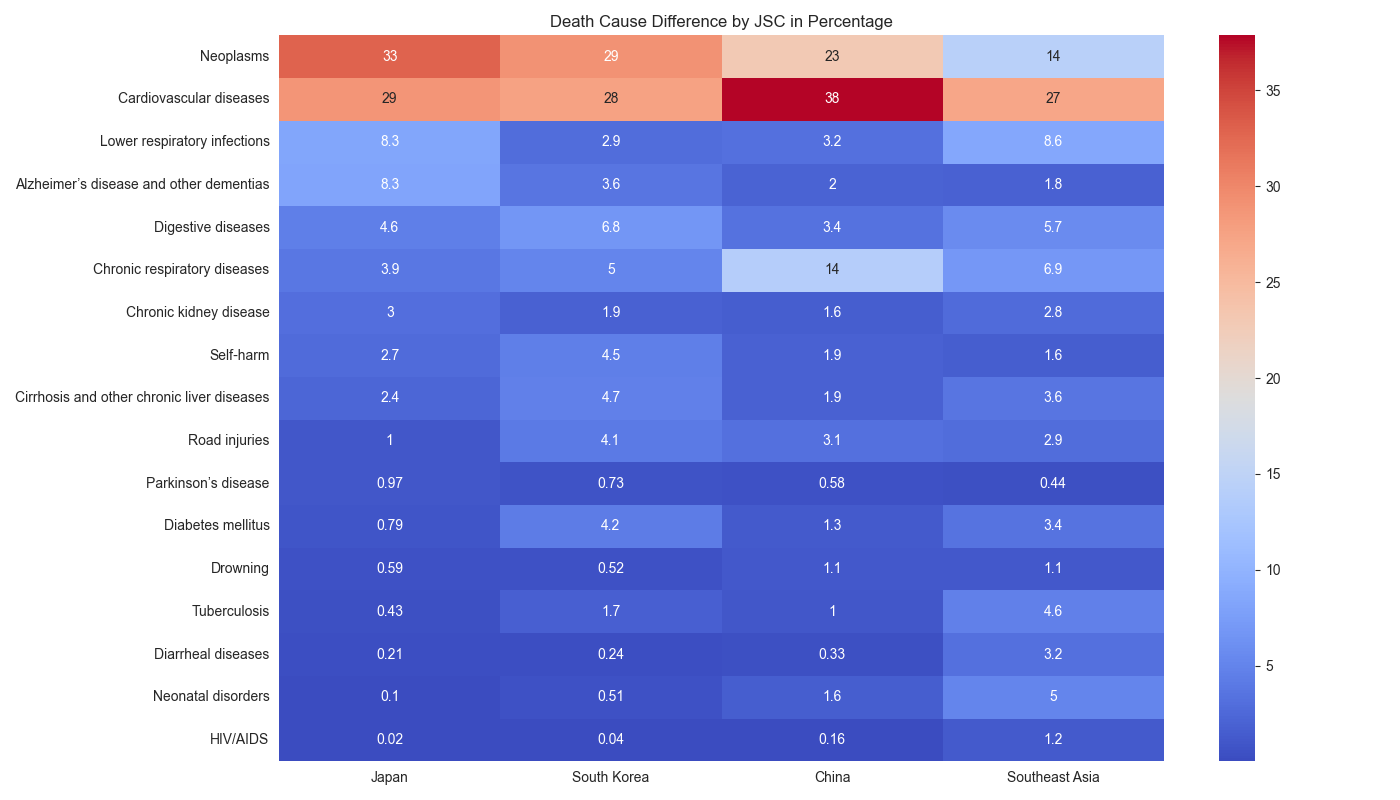 Death Cause Difference by JSC in Percentage
Neoplasms 33 29 23 14
Cardiovascular diseases 29 28 38 27
Lower respiratory infections 8.3 2.9 3.2 8.6
Alzheimer’s disease and other dementias 8.3 3.6 2 1.8
Digestive diseases 4.6 6.8 3.4 5.7
Chronic respiratory diseases 3.9 5 14 6.9
Chronic kidney disease 3 1.9 1.6 2.8
Self-harm 2.7 4.5 1.9 1.6
Cirrhosis and other chronic liver diseases 2.4 4.7 1.9 3.6
Road injuries 1 4.1 3.1 2.9
Parkinson’s disease 0.97 0.73 0.58 0.44
Diabetes mellitus 0.79 4.2 1.3 3.4
Drowning 0.59 0.52 1.1 1.1
Tuberculosis 0.43 1.7 1 4.6
Diarrheal diseases 0.21 0.24 0.33 3.2
Neonatal disorders 0.1 0.51 1.6 5
HIV/AIDS 0.02 0.04 0.16 1.2
Japan South Korea China Southeast Asia
35
30
25
20
15
10
5